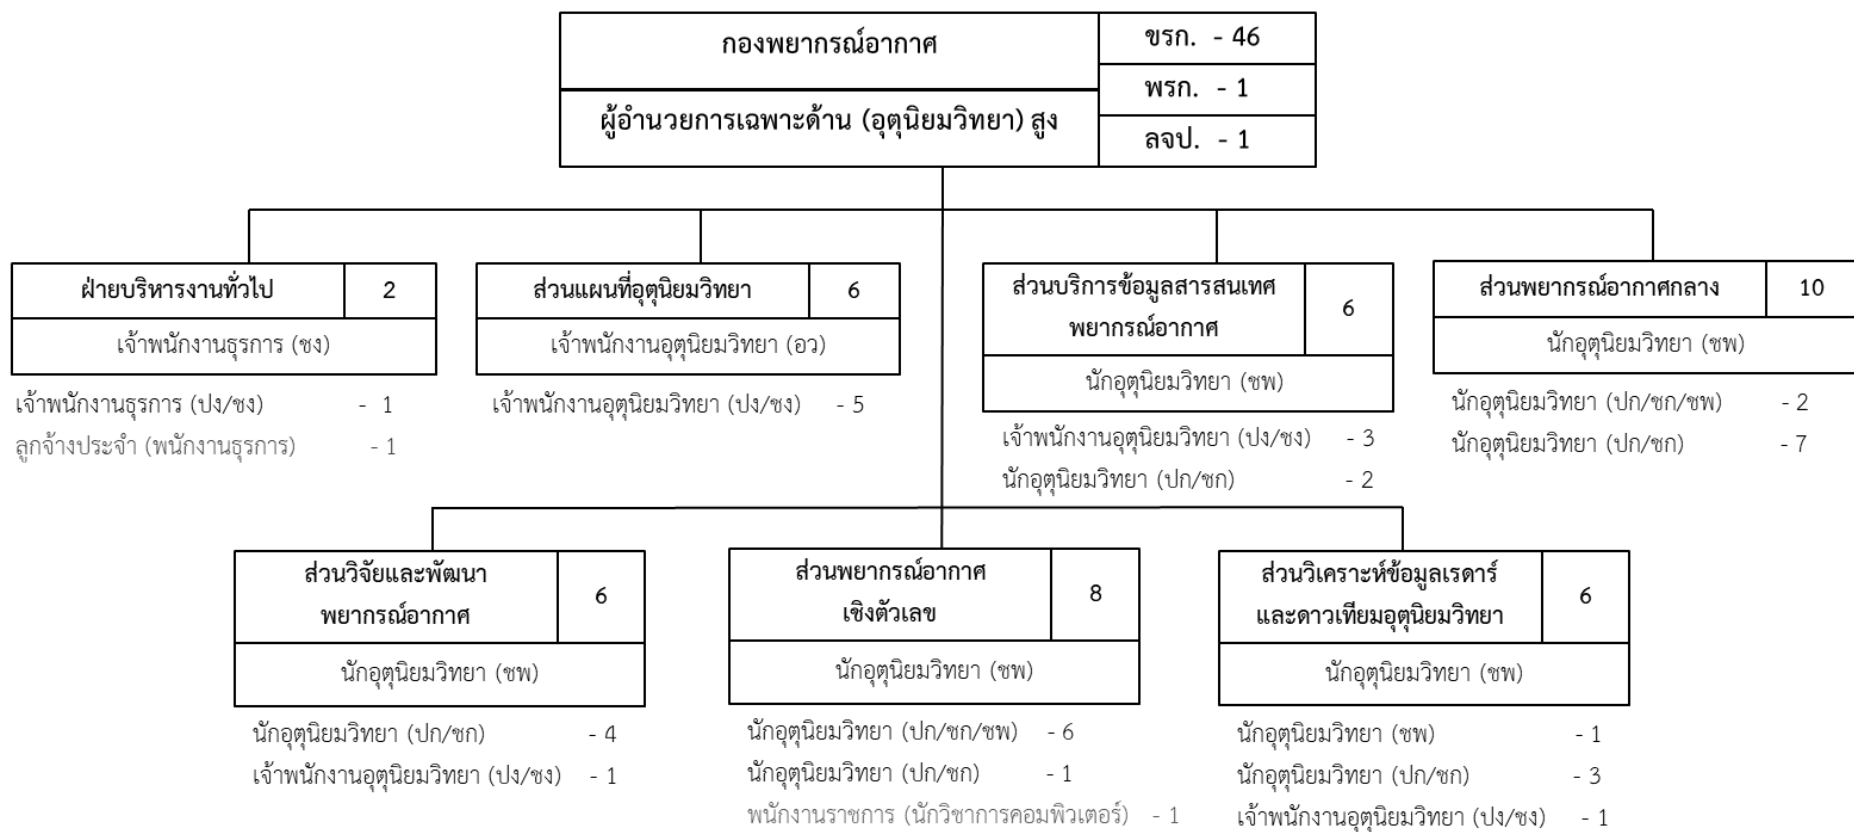 กองพยากรณ์อากาศ
ผู้อำนวยการเฉพาะด้าน (อุตุนิยมวิทยา) สูง
ขรก. - 46
พรก. - 1
ลจป. - 1
ฝ่ายบริหารงานทั่วไป 2
เจ้าพนักงานธุรการ (ชง)
เจ้าพนักงานธุรการ (ปง/ชง) - 1
ลูกจ้างประจำ (พนักงานธุรการ) - 1
ส่วนแผนที่อุตุนิยมวิทยา 6
เจ้าพนักงานอุตุนิยมวิทยา (อว)
เจ้าพนักงานอุตุนิยมวิทยา (ปง/ชง) - 5
ส่วนบริการข้อมูลสารสนเทศ
พยากรณ์อากาศ
6
นักอุตุนิยมวิทยา (ชพ)
เจ้าพนักงานอุตุนิยมวิทยา (ปง/ชง) - 3
นักอุตุนิยมวิทยา (ปก/ชก) - 2
ส่วนพยากรณ์อากาศกลาง 10
นักอุตุนิยมวิทยา (ชพ)
นักอุตุนิยมวิทยา (ปก/ชก/ชพ) - 2
นักอุตุนิยมวิทยา (ปก/ชก) - 7
ส่วนวิจัยและพัฒนา
พยากรณ์อากาศ
6
นักอุตุนิยมวิทยา (ชพ)
นักอุตุนิยมวิทยา (ปก/ชก) - 4
เจ้าพนักงานอุตุนิยมวิทยา (ปง/ชง) - 1
ส่วนพยากรณ์อากาศ
เชิงตัวเลข
8
นักอุตุนิยมวิทยา (ชพ)
นักอุตุนิยมวิทยา (ปก/ชก/ชพ) - 6
นักอุตุนิยมวิทยา (ปก/ชก) - 1
พนักงานราชการ (นักวิชาการคอมพิวเตอร์) - 1
ส่วนวิเคราะห์ข้อมูลเรดาร์
และดาวเทียมอุตุนิยมวิทยา
6
นักอุตุนิยมวิทยา (ชพ)
นักอุตุนิยมวิทยา (ชพ) - 1
นักอุตุนิยมวิทยา (ปก/ชก) - 3
เจ้าพนักงานอุตุนิยมวิทยา (ปง/ชง) - 1